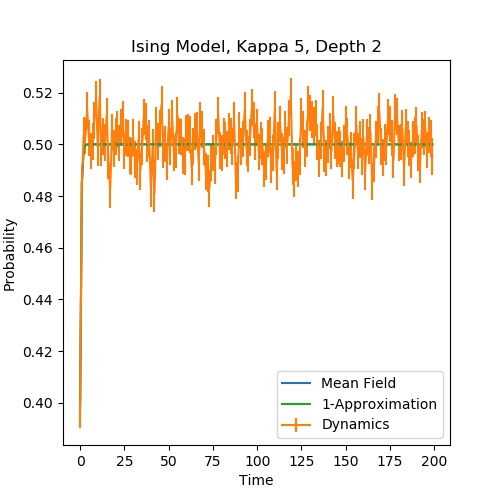 Ising Model, Kappa 5, Depth 2
Probability
0.52
0.50
0.48
0.46
0.44
0.42
0.40
Mean Field
1-Approximation
Dynamics
0 25 50 75 100 125 150 175 200
Time